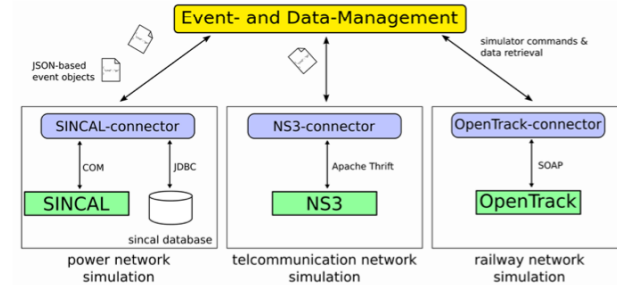 Event- and Data-Management
JSON-based
event objects
simulator commands &
data retrieval
SINCAL-connector
NS3-connector
OpenTrack-connector
COM
JDBC
Apache Thrift
SOAP
SINCAL
NS3
OpenTrack
sincal database
power network
simulation
telcommunication network
simulation
railway network
simulation